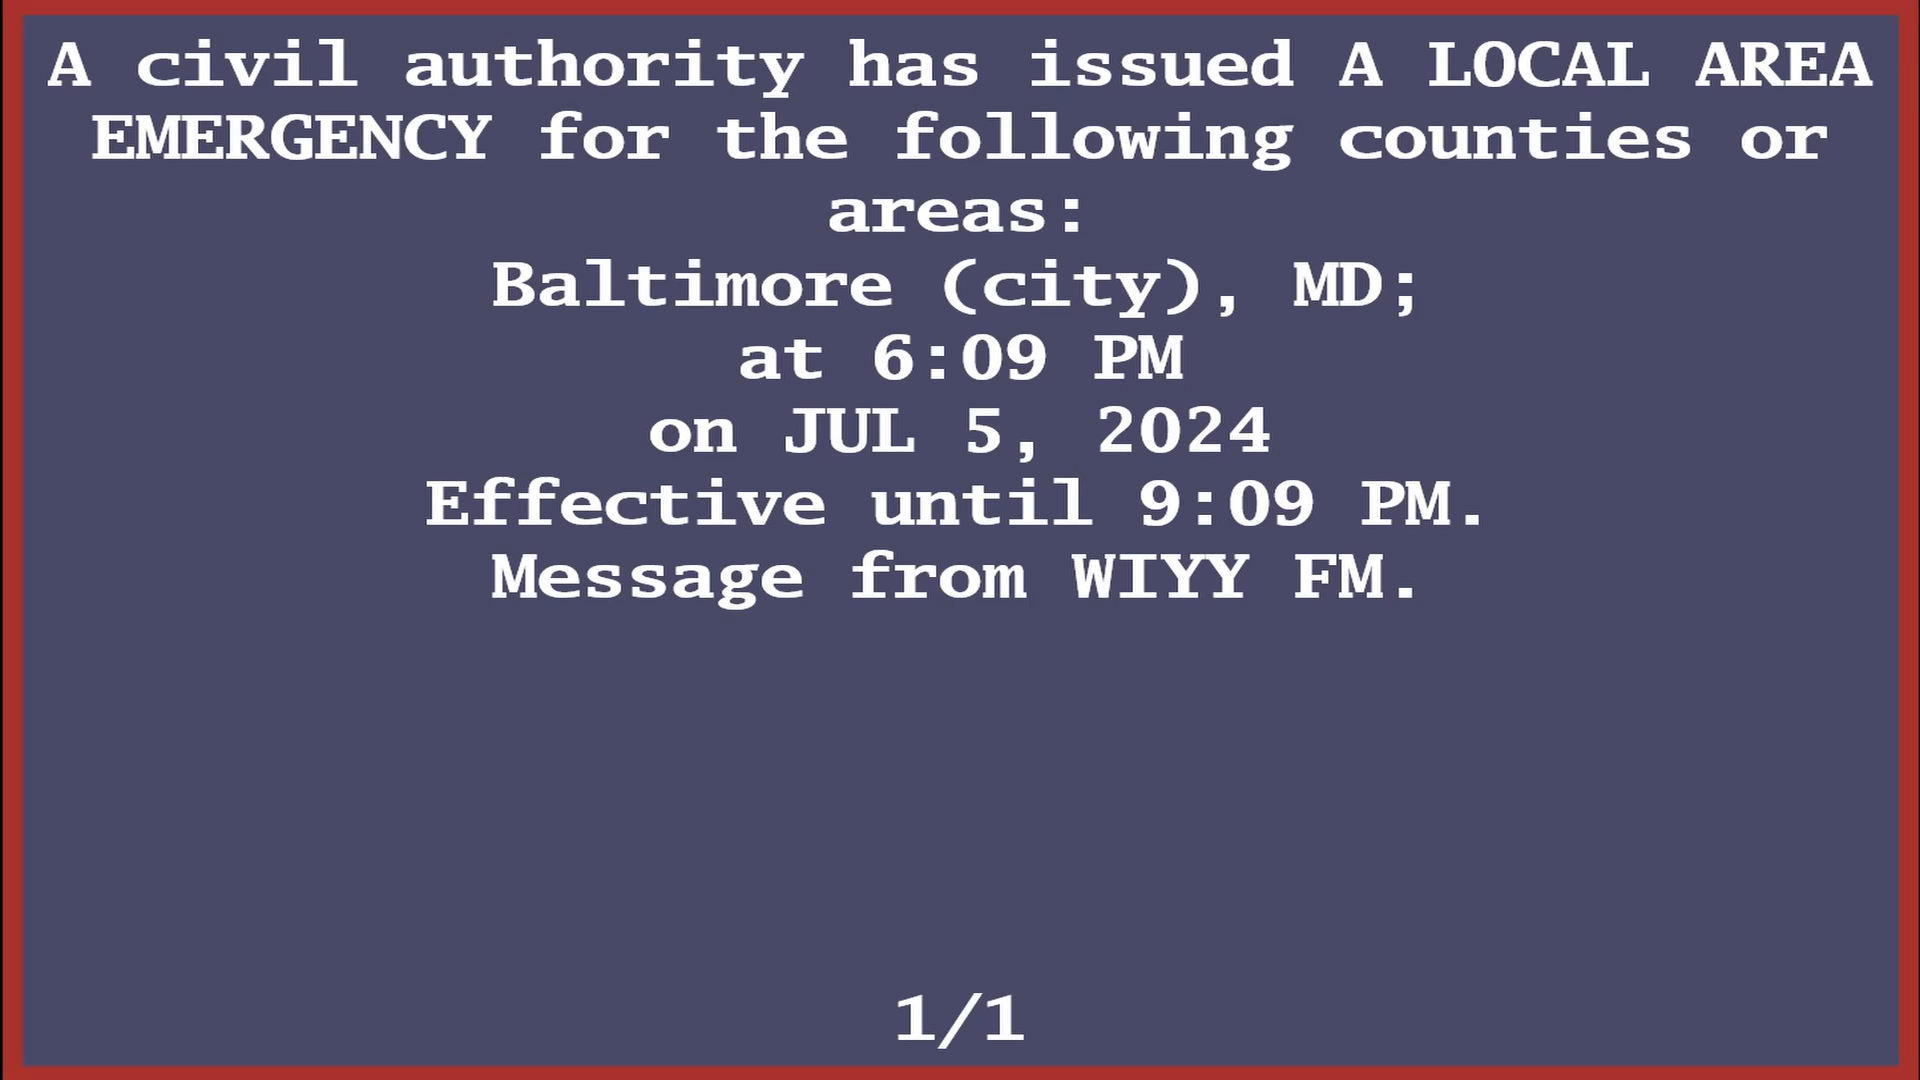 A civil authority has issued A LOCAL AREA
EMERGENCY for the following counties or
areas:
Baltimore (city), MD;
at 6:09 PM
on JUL 5, 2024
Effective until 9:09 PM.
Message from WIYY FM.
1/1